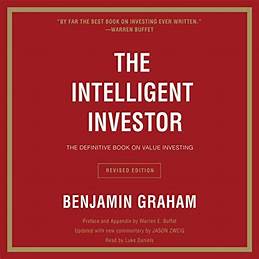 "BY FAR THE BEST BOOK ON INVESTING EVER WRITTEN."
—WARREN BUFFET
THE
INTELLIGENT
INVESTOR
THE DEFINITIVE BOOK ON VALUE INVESTING
REVISED EDITION
BENJAMIN GRAHAM
Preface and Appendix by Warren E. Buffet
Updated with new commentary by JASON ZWEIG
Read by Luke Daniels